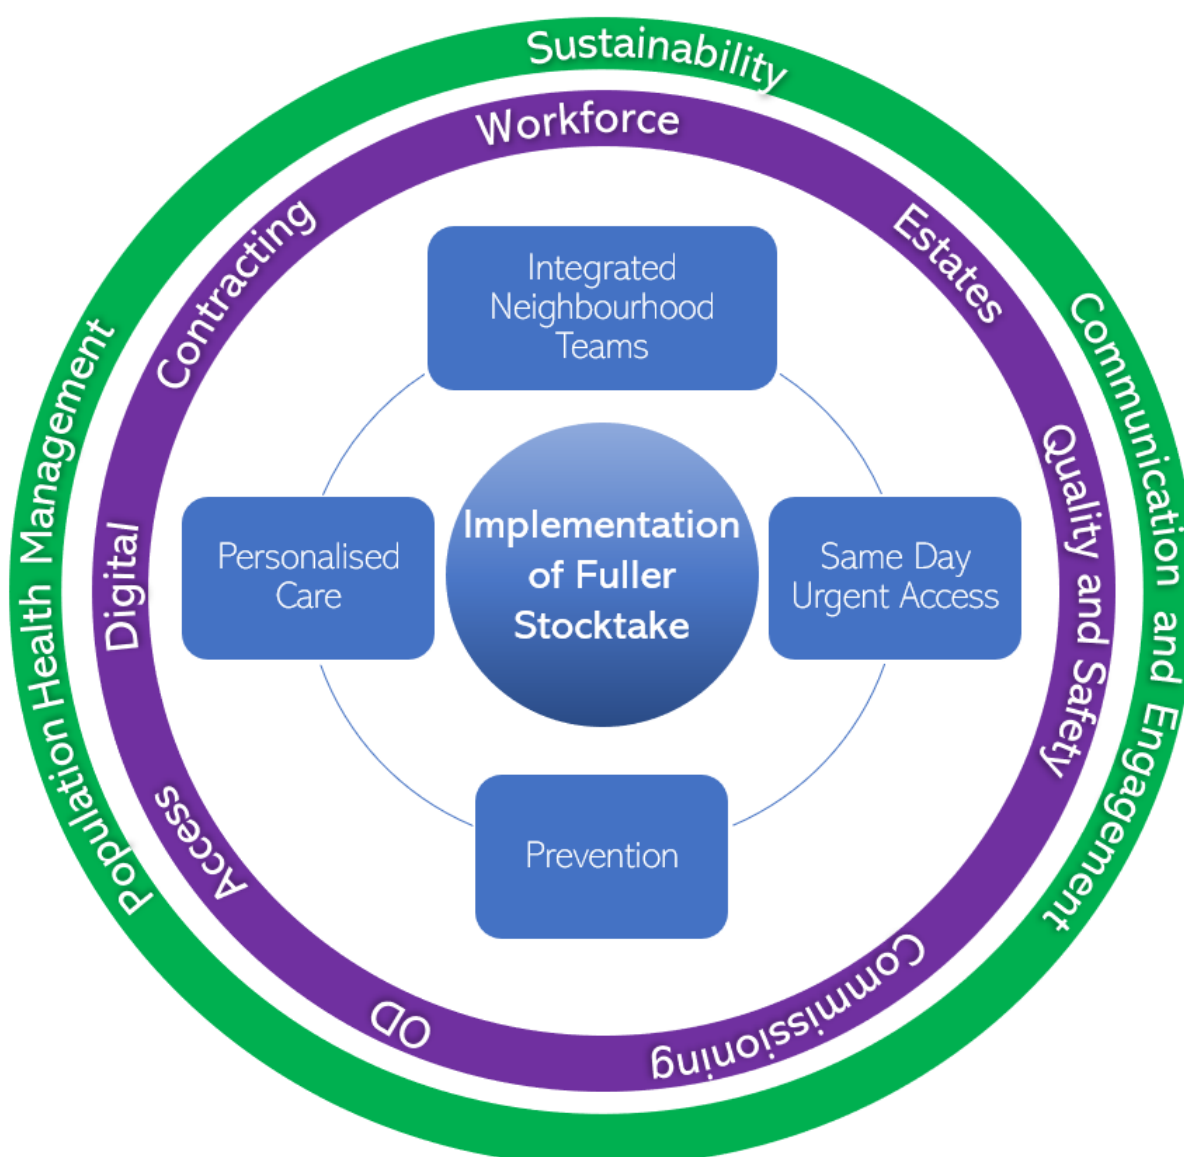 Sustainability
Communication and Engagement
Population Health Management
Workforce
Estates
Quality and Safety
Commissioning
OD
Access
Digital
Contracting
Integrated
Neighbourhood
Teams
Same Day
Urgent Access
Prevention
Personalised
Care
Implementation
of Fuller
Stocktake